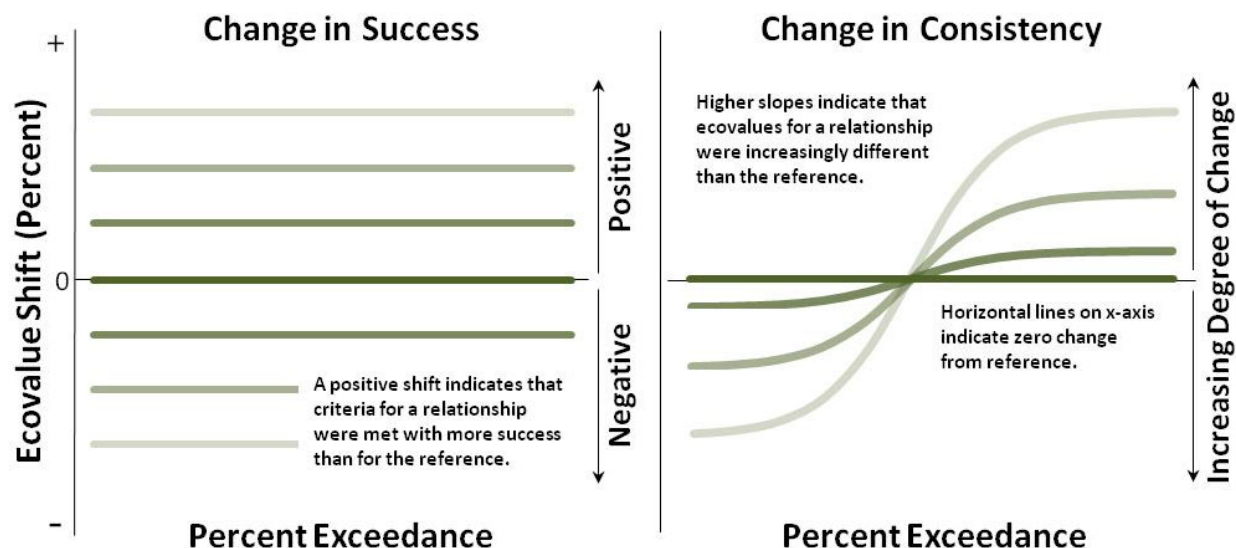 Change in Success
Change in Consistency
+
0
-
Ecovalue Shift (Percent)
Positive
Negative
A positive shift indicates that
criteria for a relationship
were met with more success
than for the reference.
Percent Exceedance
Higher slopes indicate that
ecovalues for a relationship
were increasingly different
than the reference.
Horizontal lines on x-axis
indicate zero change
from reference.
Increasing Degree of Change
Percent Exceedance